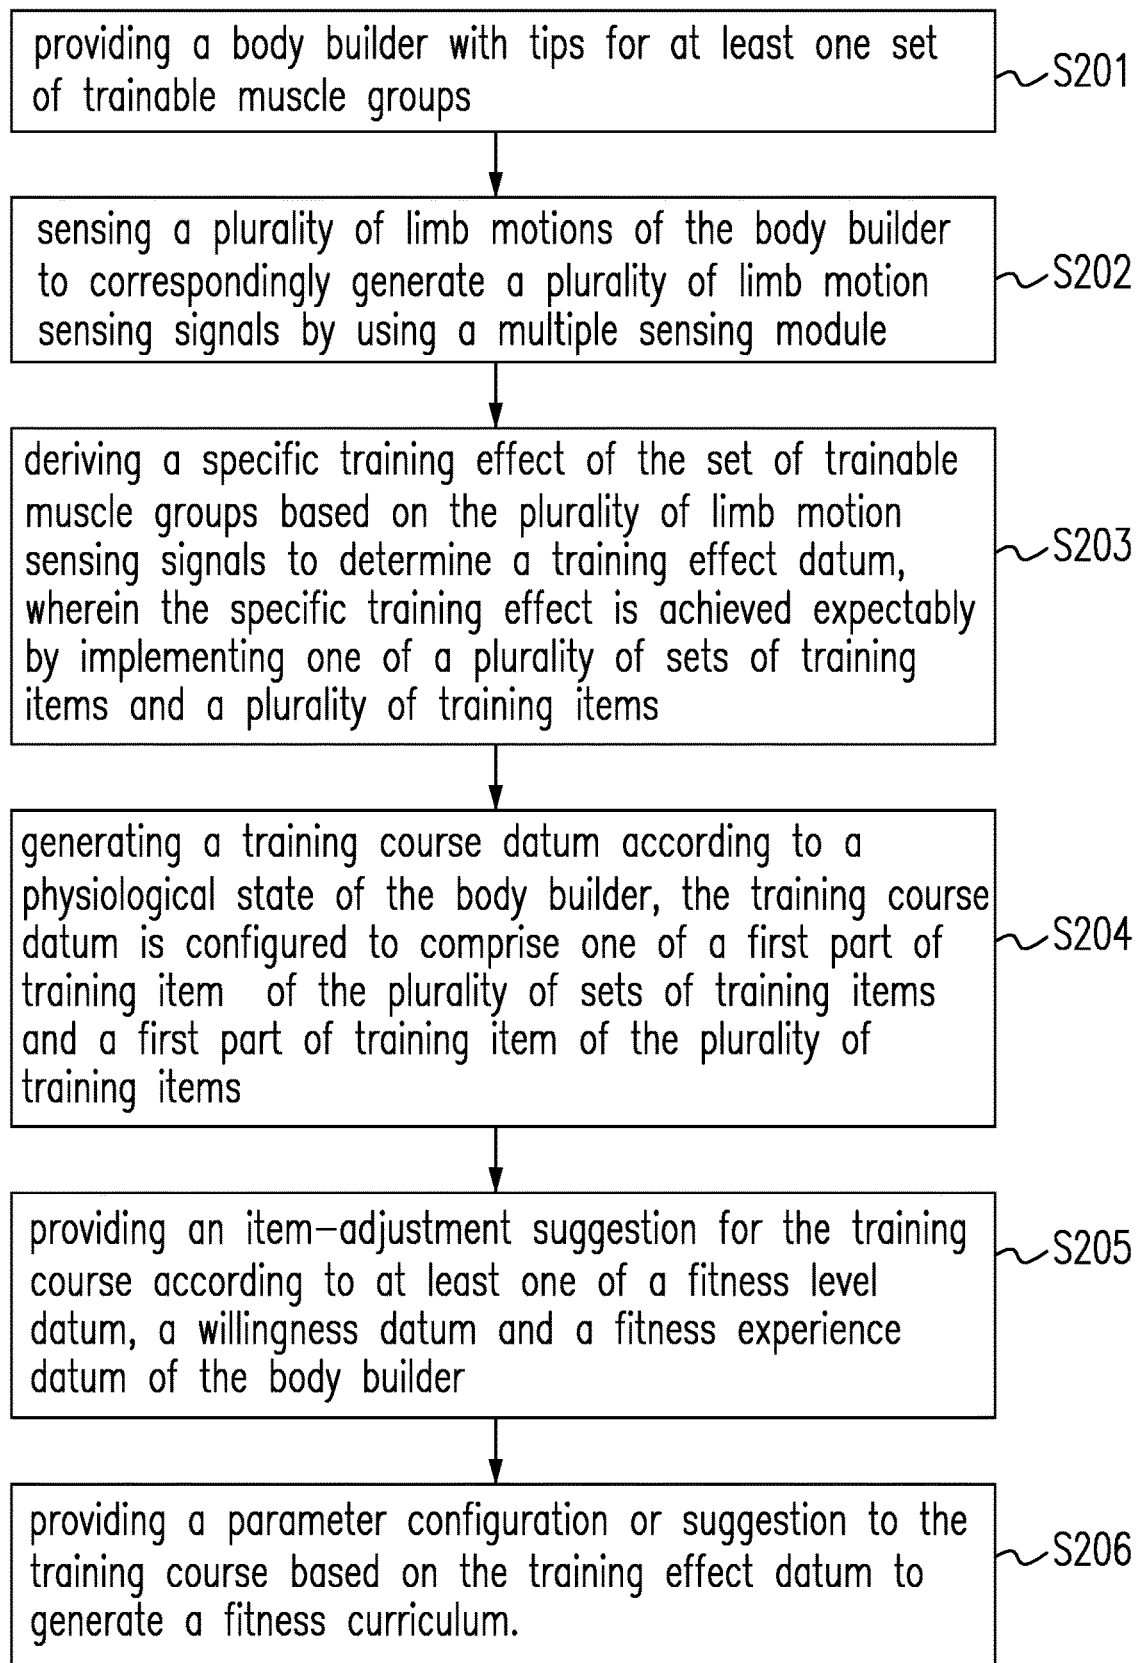 providing a body builder with tips for at least one set
of trainable muscle groups
S201
sensing a plurality of limb motions of the body builder
to correspondingly generate a plurality of limb motion
sensing signals by using a multiple sensing module
S202
deriving a specific training effect of the set of trainable
muscle groups based on the plurality of limb motion
sensing signals to determine a training effect datum,
wherein the specific training effect is achieved expectably
by implementing one of a plurality of sets of training
items and a plurality of training items
S203
generating a training course datum according to a
physiological state of the body builder, the training course
datum is configured to comprise one of a first part of
training item of the plurality of sets of training items
and a first part of training item of the plurality of
training items
S204
providing an item-adjustment suggestion for the training
course according to at least one of a fitness level
datum, a willingness datum and a fitness experience
datum of the body builder
S205
providing a parameter configuration or suggestion to the
training course based on the training effect datum to
generate a fitness curriculum.
S206